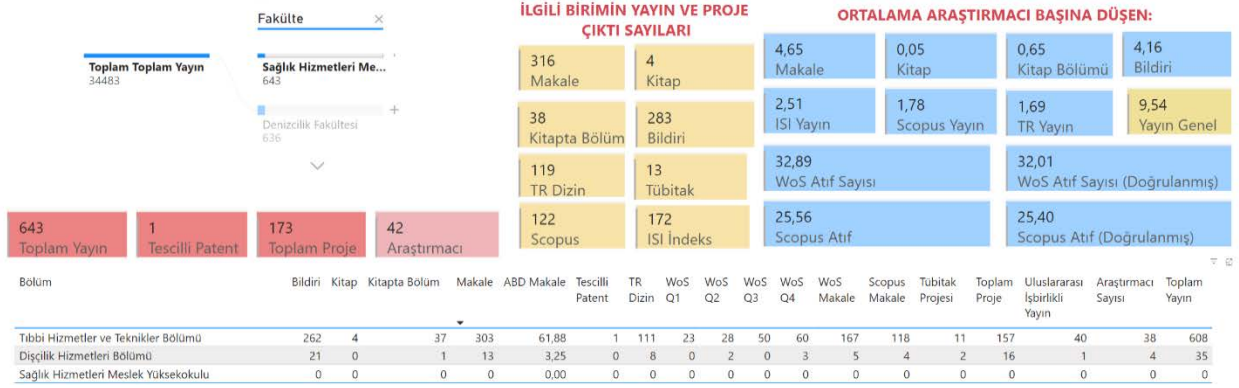 Fakülte ×
Toplam Toplam Yayın
34483
Sağlık Hizmetleri Me...
643
Denizcilik Fakültesi
636
İLGİLİ BİRİMİN YAYIN VE PROJE
ÇIKTI SAYILARI
316
Makale
4
Kitap
38
Kitapta Bölüm
283
Bildiri
119
TR Dizin
13
Tübitak
122
Scopus
172
ISI İndeks
ORTALAMA ARAŞTIRMACI BAŞINA DÜŞEN:
4,65
Makale
0,05
Kitap
0,65
Kitap Bölümü
4,16
Bildiri
2,51
ISI Yayın
1,78
Scopus Yayın
1,69
TR Yayın
9,54
Yayın Genel
32,89
WoS Atıf Sayısı
32,01
WoS Atıf Sayısı (Doğrulanmış)
25,56
Scopus Atıf
25,40
Scopus Atıf (Doğrulanmış)
643
Toplam Yayın
1
Tescilli Patent
173
Toplam Proje
42
Araştırmacı
Bölüm Bildiri Kitap Kitapta Bölüm Makale ABD Makale Tescilli Patent TR Dizin WoS Q1 WoS Q2 WoS Q3 WoS Q4 WoS Makale Scopus Makale Tübitak Projesi Toplam Proje Uluslararası İşbirlikli Yayın Araştırmacı Sayısı Toplam Yayın
Tıbbi Hizmetler ve Teknikler Bölümü 262 4 37 303 61,88 1 111 23 28 50 60 167 118 11 157 40 38 608
Dişçilik Hizmetleri Bölümü 21 0 1 13 3,25 0 8 0 2 0 3 5 4 2 16 1 4 35
Sağlık Hizmetleri Meslek Yüksekokulu 0 0 0 0 0,00 0 0 0 0 0 0 0 0 0 0 0 0 0